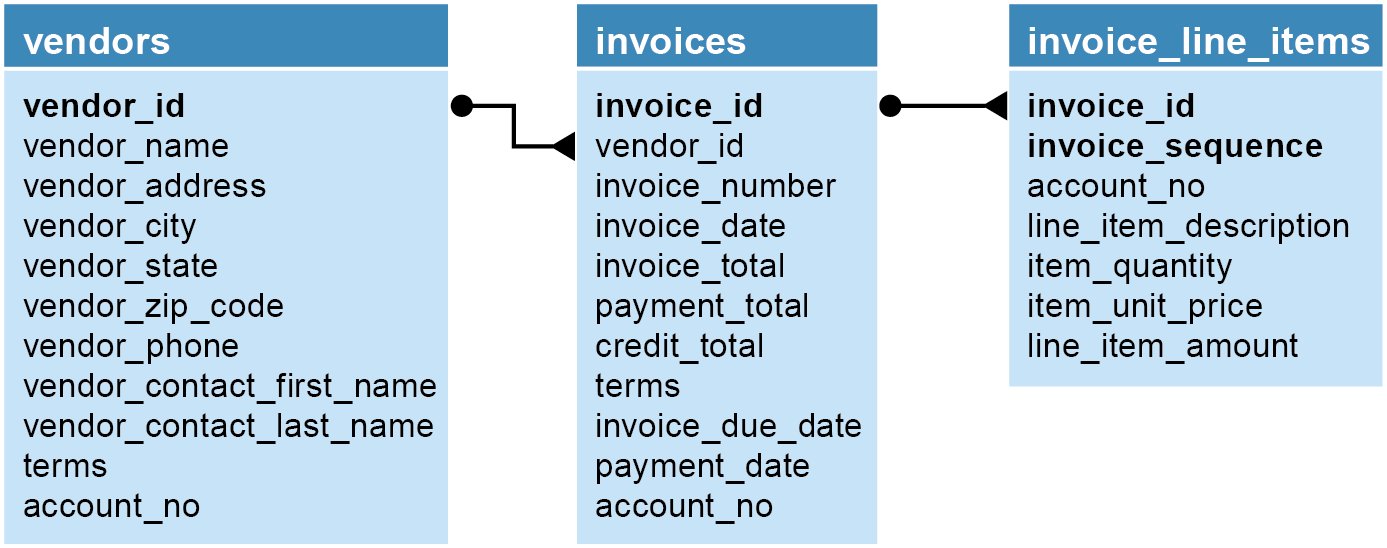 vendors
vendor_id
vendor_name
vendor_address
vendor_city
vendor_state
vendor_zip_code
vendor_phone
vendor_contact_first_name
vendor_contact_last_name
terms
account_no
invoices
invoice_id
vendor_id
invoice_number
invoice_date
invoice_total
payment_total
credit_total
terms
invoice_due_date
payment_date
account_no
invoice_line_items
invoice_id
invoice_sequence
account_no
line_item_description
item_quantity
item_unit_price
line_item_amount